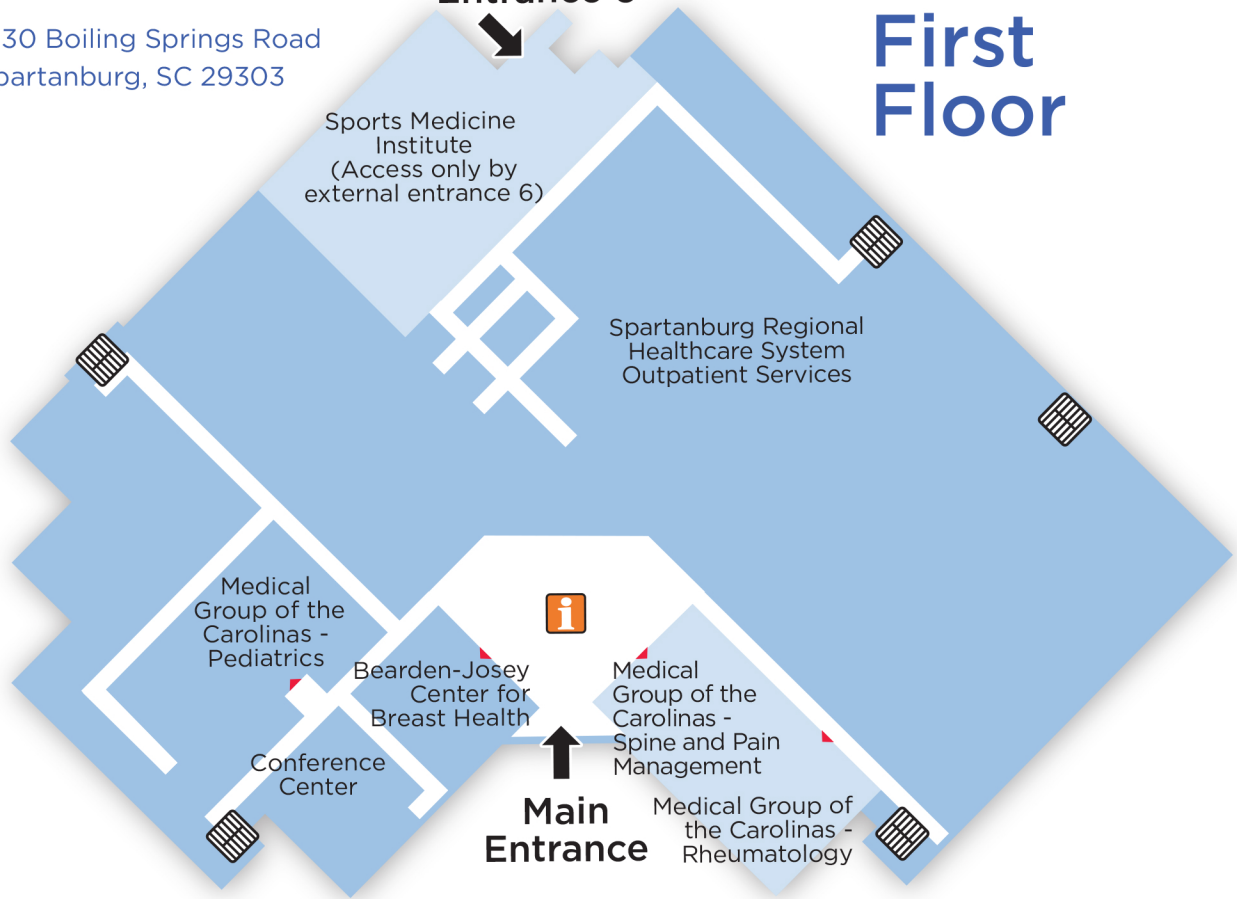 30 Boiling Springs Road
partanburg, SC 29303
First
Floor
Sports Medicine
Institute
(Access only by
external entrance 6)
Spartanburg Regional
Healthcare System
Outpatient Services
Medical
Group of the
Carolinas -
Pediatrics
Bearden-Josey
Center for
Breast Health
Medical
Group of the
Carolinas -
Spine and Pain
Management
Conference
Center
Main
Entrance
Medical Group of
the Carolinas -
Rheumatology
i